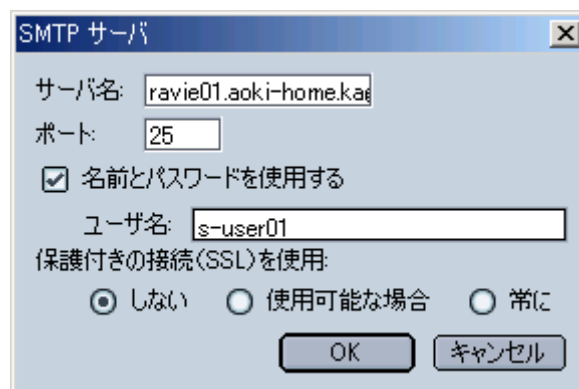 SMTP サーバ
サーバ名: ravie01.aoki-home.kag
ポート: 25
名前とパスワードを使用する
ユーザ名: s-user01
保護付きの接続(SSL)を使用:
しない 使用可能な場合 常に
OK キャンセル